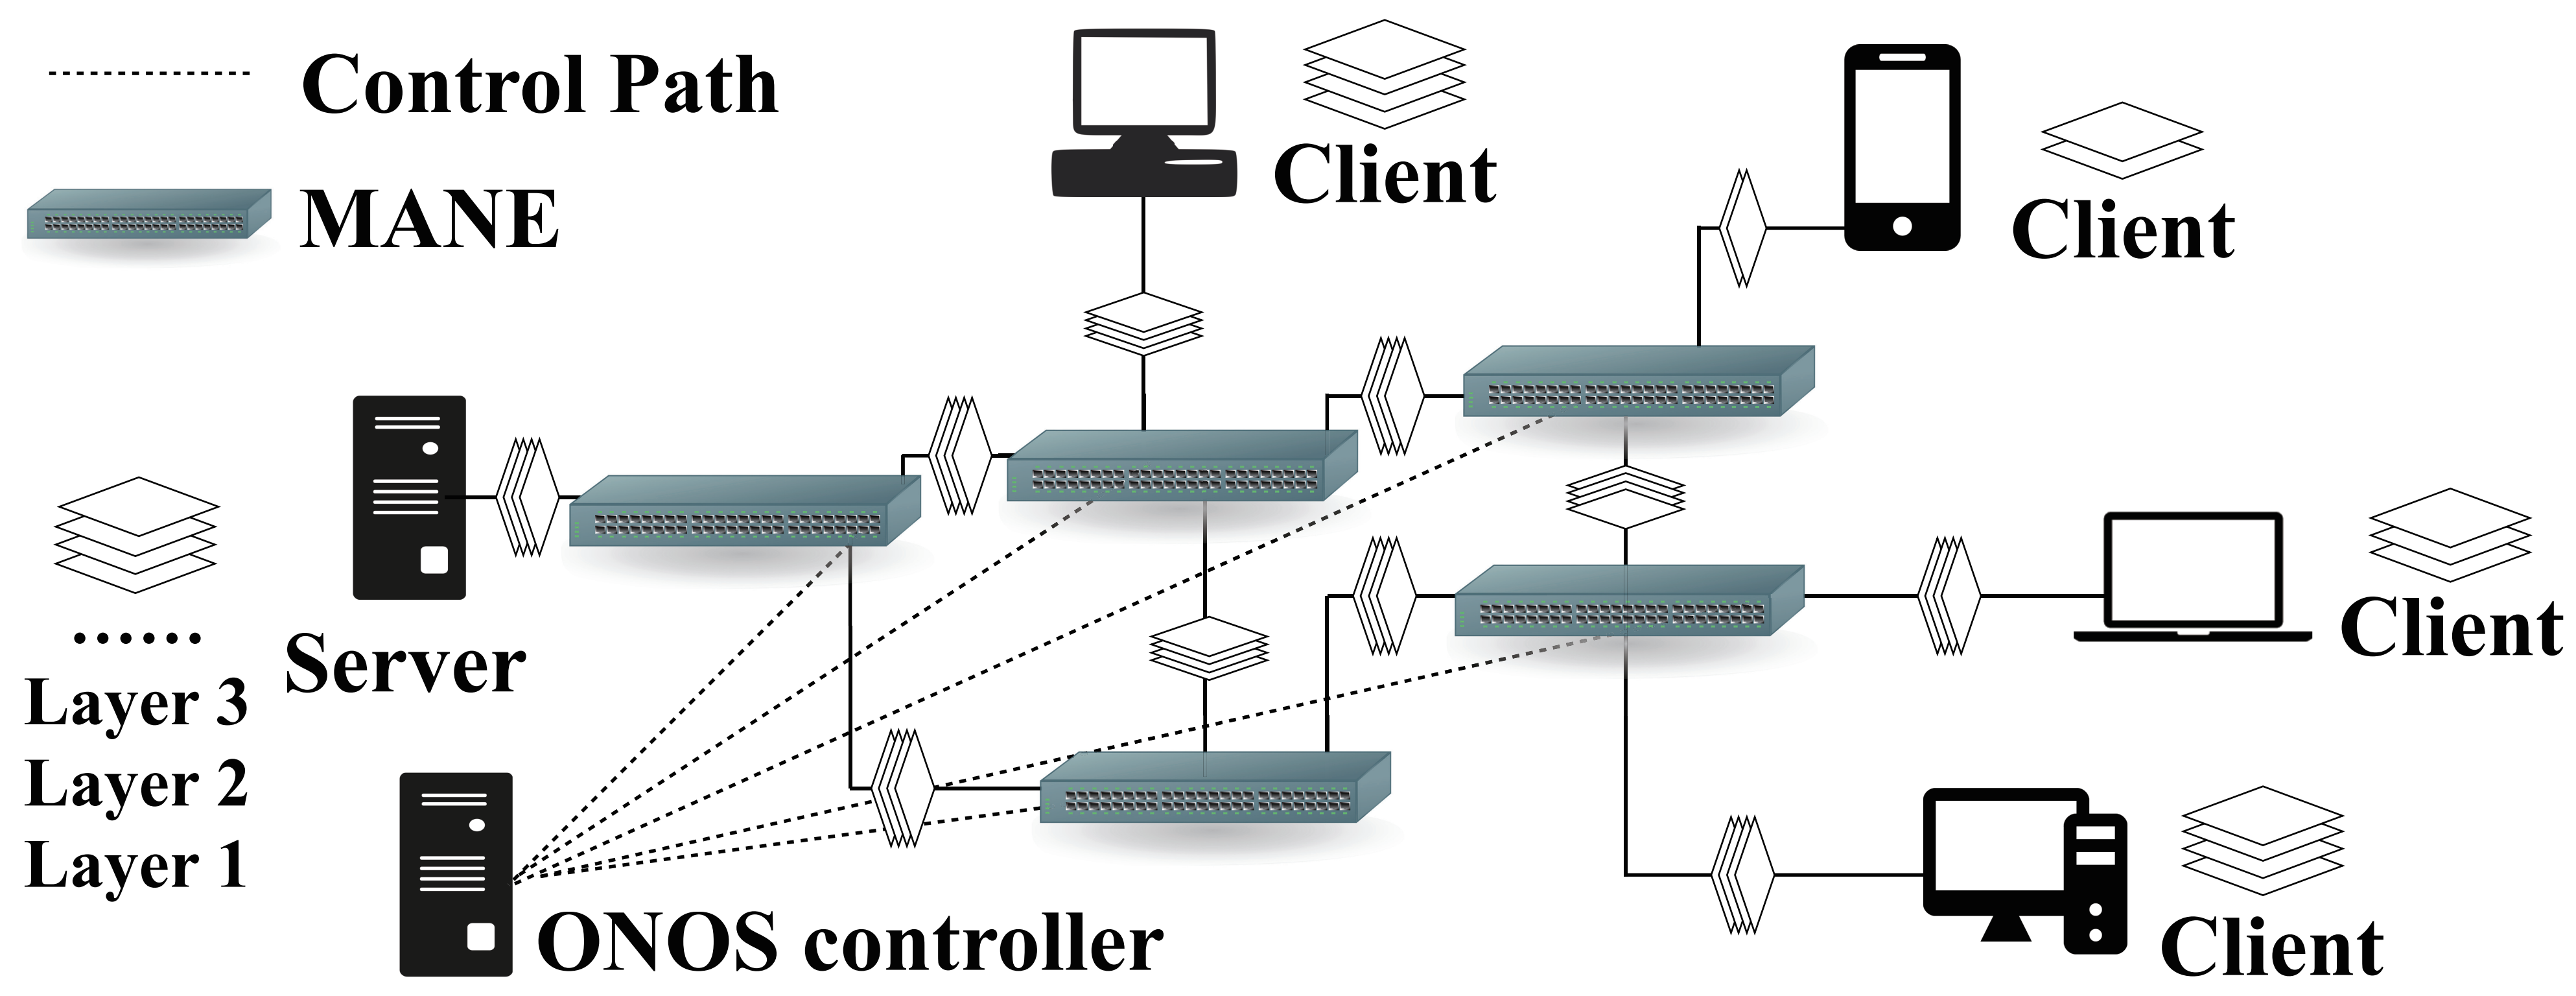 Control Path
MANE
Client
Client
Server
Layer 3
Layer 2
Layer 1
Client
ONOS controller
Client